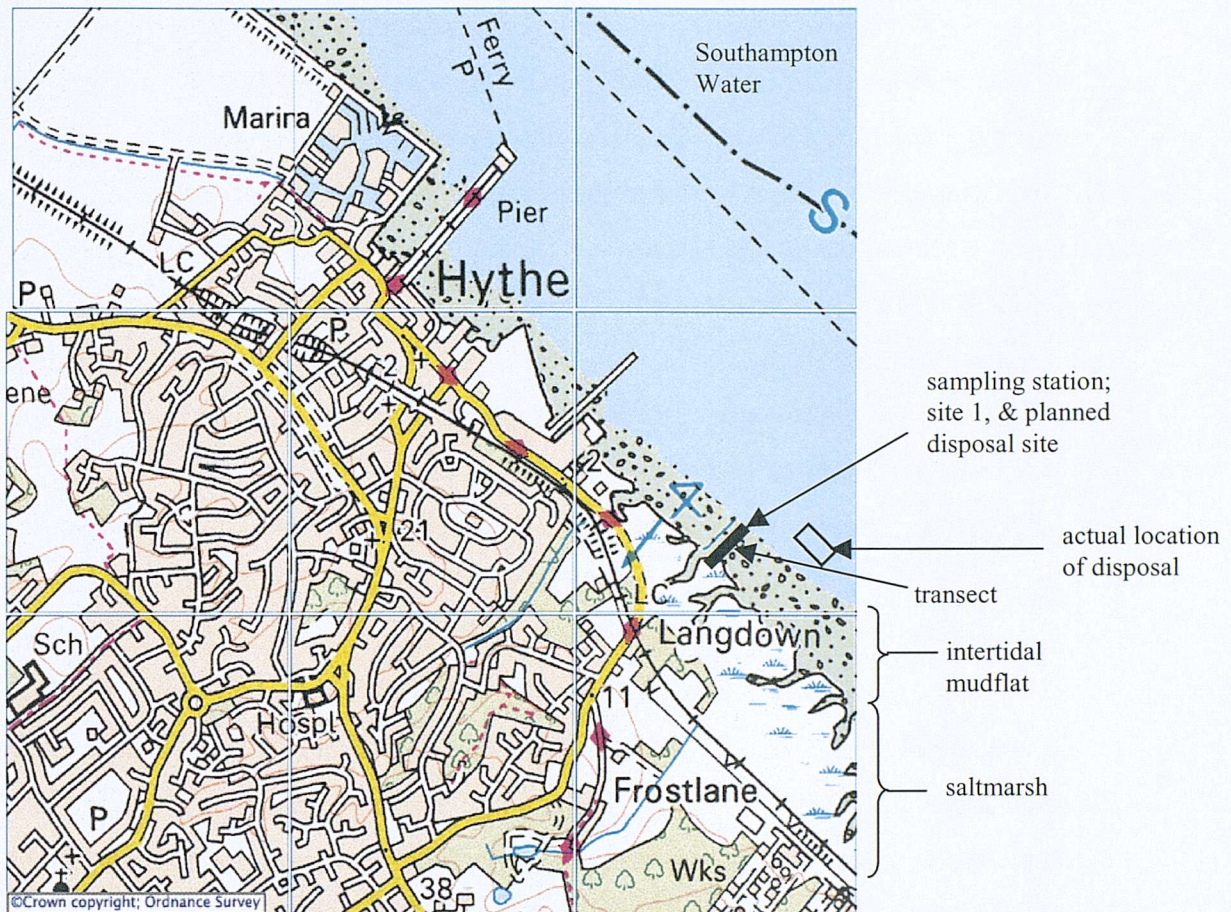 Southampton
Water
Ferry
P
Marina
S
Pier
LC
Hythe
P
P
2
ene
2
21
4
LC
Langdown
Sch
11
Hospl
Frostlane
P
Wks
38
©Crown copyright; Ordnance Survey
sampling station;
site 1, & planned
disposal site
actual location
of disposal
transect
intertidal
mudflat
saltmarsh